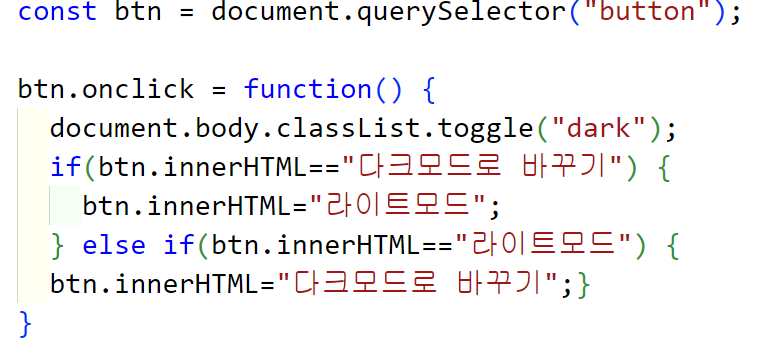 const btn = document.querySelector("button");
btn.onclick = function() {
document.body.classList.toggle("dark");
if(btn.innerHTML=="다크모드로 바꾸기") {
btn.innerHTML="라이트모드";
} else if(btn.innerHTML=="라이트모드") {
btn.innerHTML="다크모드로 바꾸기";}
}